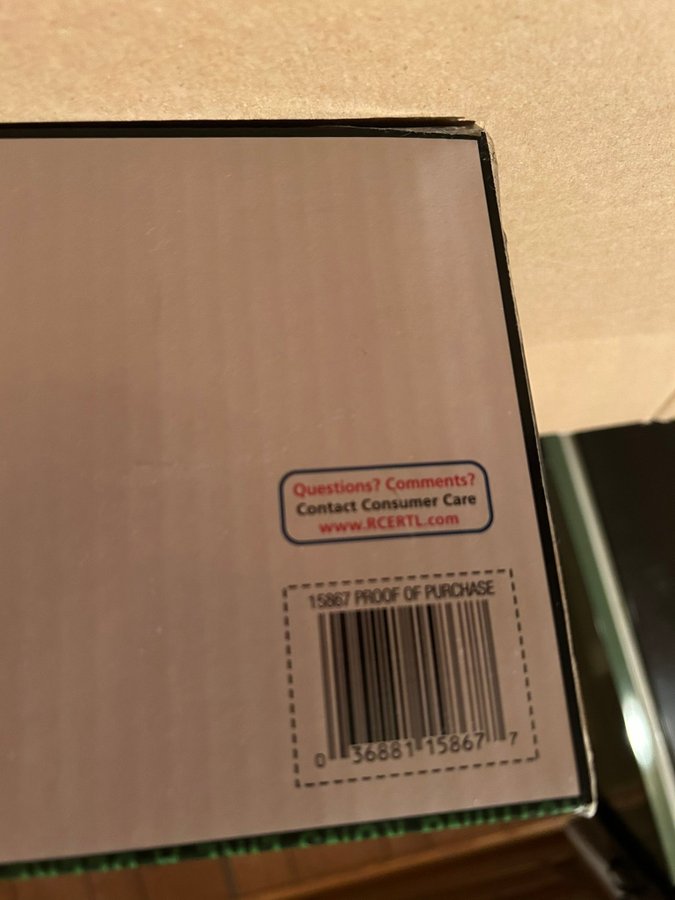 Questions? Comments?
Contact Consumer Care
www.RCERTL.com
15867 PROOF OF PURCHASE
0 36881 15867 7